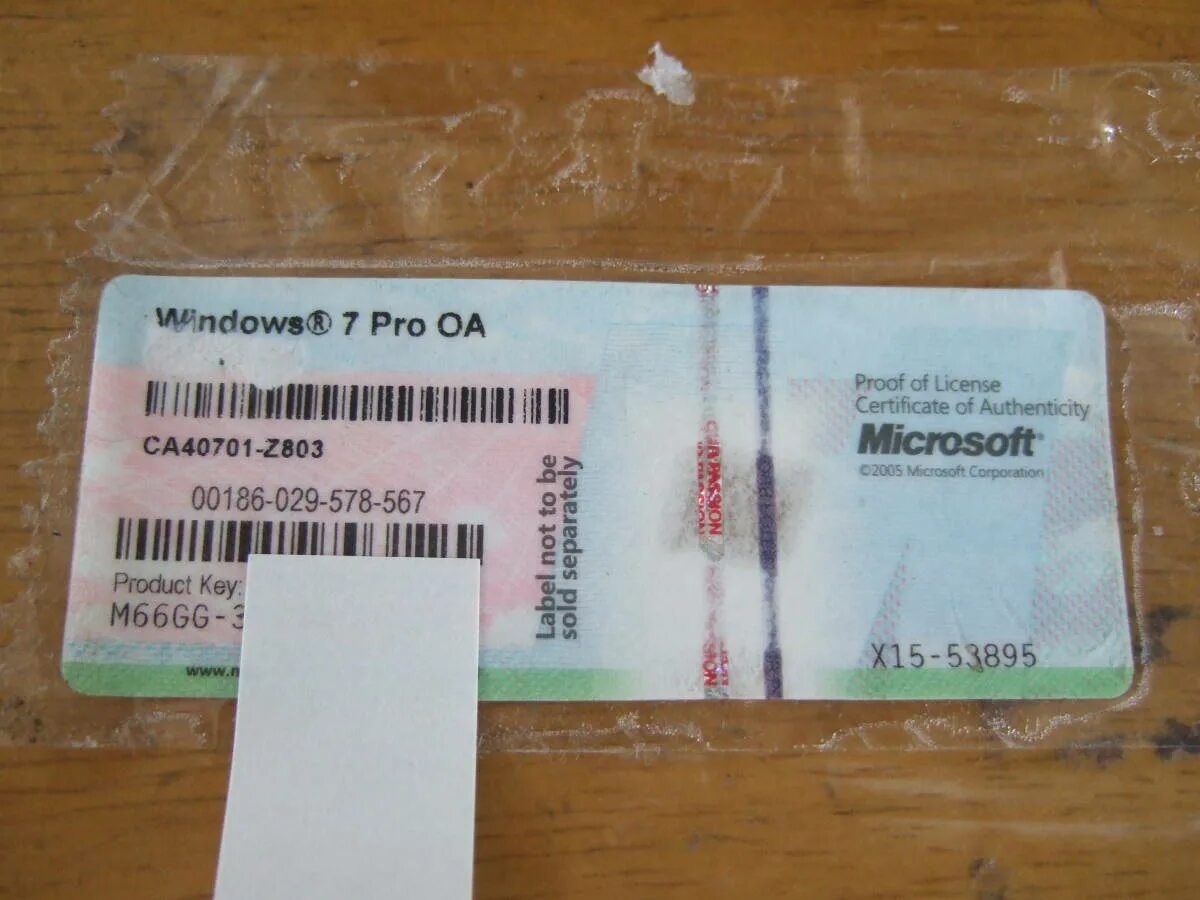 Windows® 7 Pro OA
CA40701-Z803
00186-029-578-567
Product Key:
M66GG-3
www.
Label not to be
sold separately
Proof of License
Certificate of Authenticity
Microsoft®
©2005 Microsoft Corporation
X15-53895